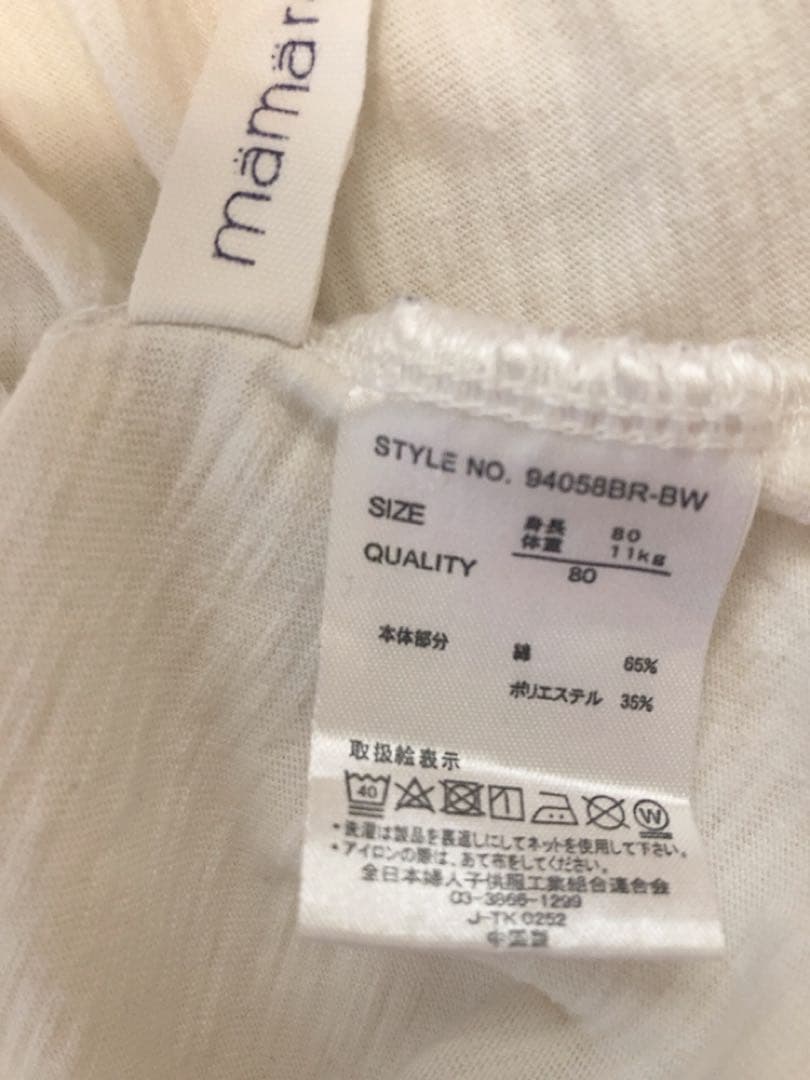 mämär
STYLE NO. 94058BR-BW
SIZE 身長 80
体重 11kg
QUALITY 80
本体部分 綿 65%
ポリエステル 35%
取扱絵表示
40 W
・洗濯は製品を裏返しにしてネットを使用して下さい。
・アイロンの際は、あて布をしてください。
全日本婦人子供服工業組合連合会
03-3866-1299
J-TK 0252
中国製